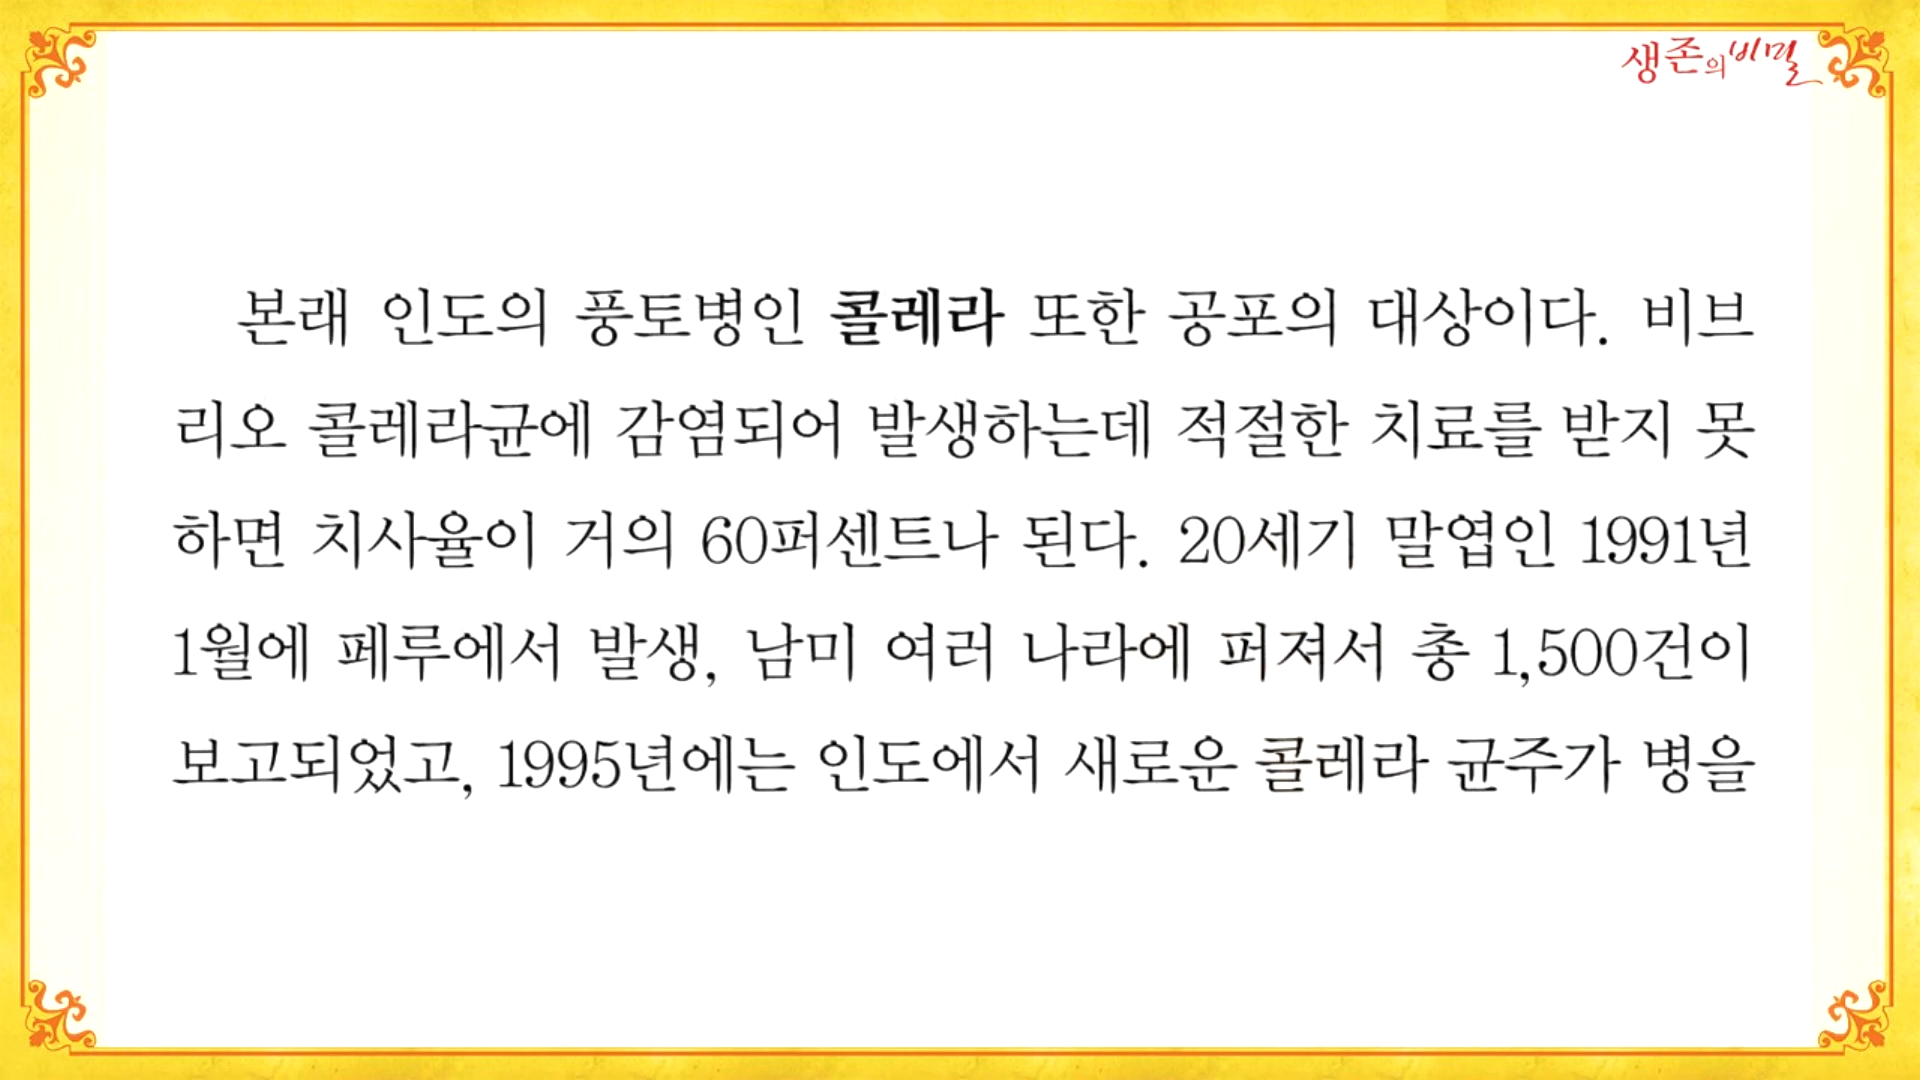 생존의 비밀
본래 인도의 풍토병인 콜레라 또한 공포의 대상이다. 비브
리오 콜레라균에 감염되어 발생하는데 적절한 치료를 받지 못
하면 치사율이 거의 60퍼센트나 된다. 20세기 말엽인 1991년
1월에 페루에서 발생, 남미 여러 나라에 퍼져서 총 1,500건이
보고되었고, 1995년에는 인도에서 새로운 콜레라 균주가 병을